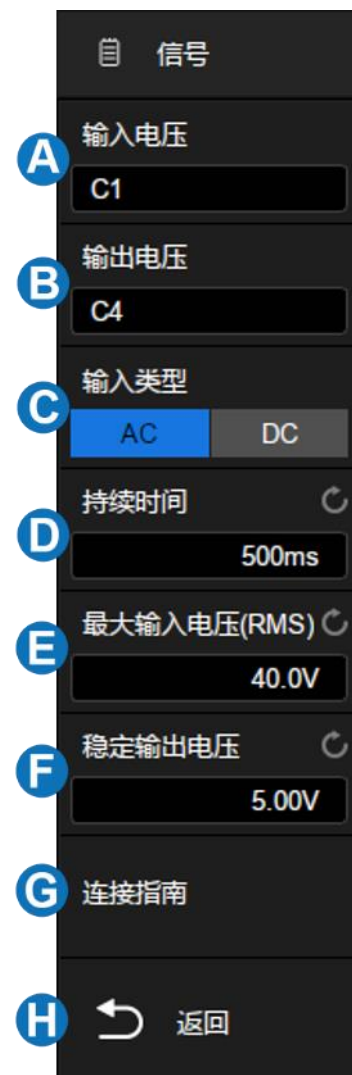 信号
A
输入电压
C1
B
输出电压
C4
C
输入类型
AC DC
D
持续时间
500ms
E
最大输入电压(RMS)
40.0V
F
稳定输出电压
5.00V
G
连接指南
H
返回